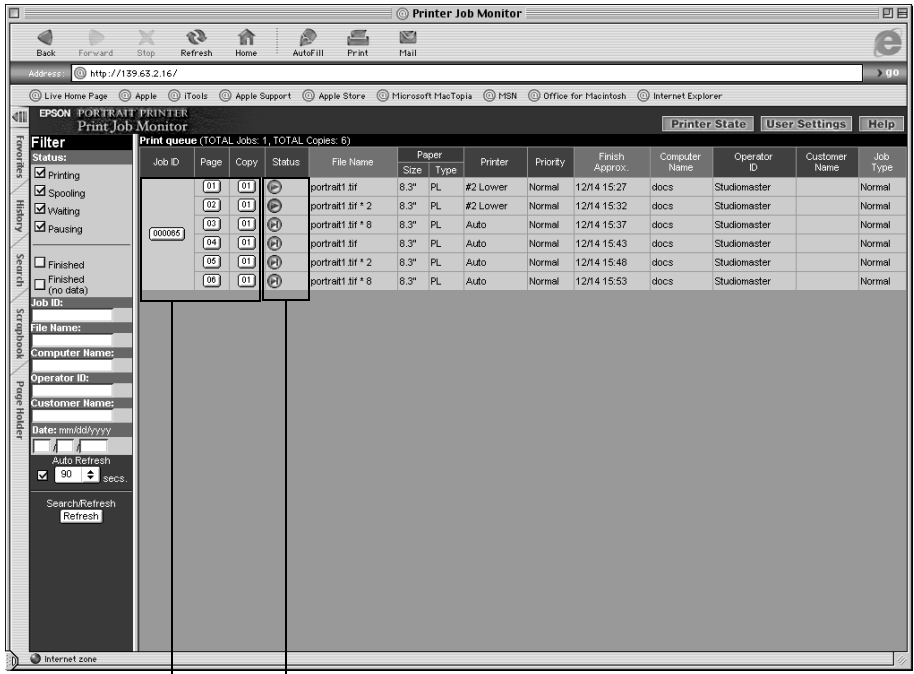 Printer Job Monitor
Back Forward Stop Refresh Home AutoFill Print Mail
Address: http://139.63.2.16/ go
Live Home Page Apple iTools Apple Support Apple Store Microsoft MacTopia MSN Office for Macintosh Internet Explorer
EPSON PORTRAIT PRINTER
Print Job Monitor
Printer State User Settings Help
Favorites
History
Search
Scrapbook
Page Holder
Filter
Status:
Printing
Spooling
Waiting
Pausing
Finished
Finished
(no data)
Job ID:
File Name:
Computer Name:
Operator ID:
Customer Name:
Date: mm/dd/yyyy
/ /
Auto Refresh
90 secs.
Search/Refresh
Refresh
Print queue (TOTAL Jobs: 1, TOTAL Copies: 6)
Job ID Page Copy Status File Name Paper Size Type Printer Priority Finish Approx. Computer Name Operator ID Customer Name Job Type
000065
01 01 portrait1.tif 8.3" PL #2 Lower Normal 12/14 15:27 docs Studiomaster Normal
02 01 portrait1.tif * 2 8.3" PL #2 Lower Normal 12/14 15:32 docs Studiomaster Normal
03 01 portrait1.tif * 8 8.3" PL Auto Normal 12/14 15:37 docs Studiomaster Normal
04 01 portrait1.tif 8.3" PL Auto Normal 12/14 15:43 docs Studiomaster Normal
05 01 portrait1.tif * 2 8.3" PL Auto Normal 12/14 15:48 docs Studiomaster Normal
06 01 portrait1.tif * 8 8.3" PL Auto Normal 12/14 15:53 docs Studiomaster Normal
Internet zone